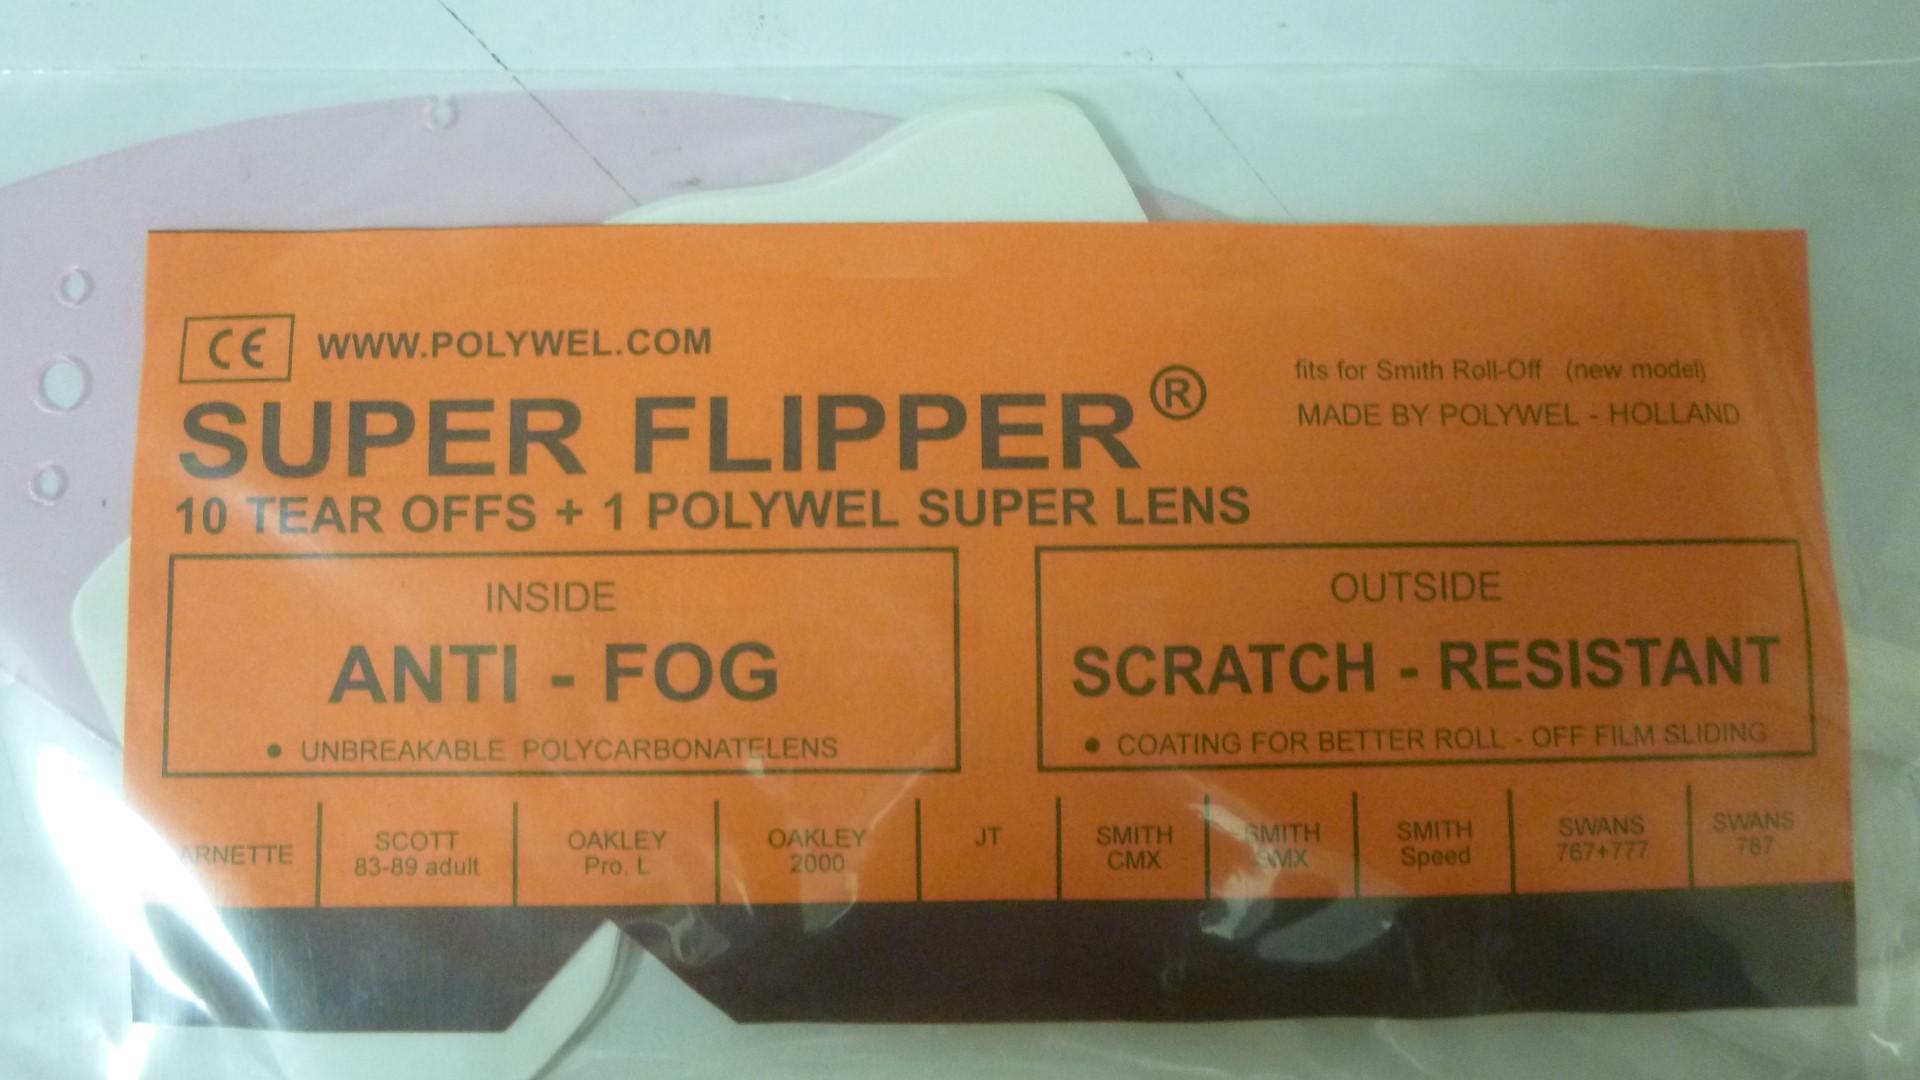 CE WWW.POLYWEL.COM
SUPER FLIPPER®
fits for Smith Roll-Off (new model)
MADE BY POLYWEL - HOLLAND
10 TEAR OFFS + 1 POLYWEL SUPER LENS
INSIDE
ANTI - FOG
• UNBREAKABLE POLYCARBONATELENS
OUTSIDE
SCRATCH - RESISTANT
• COATING FOR BETTER ROLL - OFF FILM SLIDING
ARNETTE
SCOTT
83-89 adult
OAKLEY
Pro. L
OAKLEY
2000
JT
SMITH
CMX
SMITH
SMX
SMITH
Speed
SWANS
767+777
SWANS
787